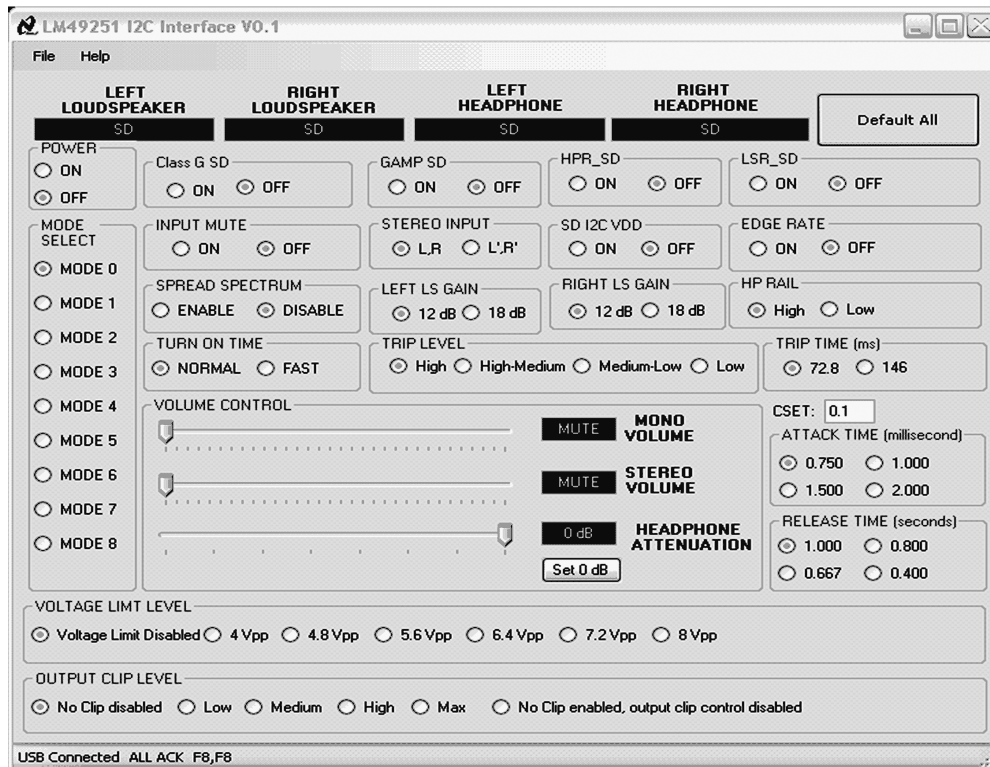 LM49251 I2C Interface V0.1
File Help
LEFT LOUDSPEAKER
SD
RIGHT LOUDSPEAKER
SD
LEFT HEADPHONE
SD
RIGHT HEADPHONE
SD
Default All
POWER
ON
OFF
Class G SD
ON OFF
GAMP SD
ON OFF
HPR_SD
ON OFF
LSR_SD
ON OFF
MODE SELECT
MODE 0
MODE 1
MODE 2
MODE 3
MODE 4
MODE 5
MODE 6
MODE 7
MODE 8
INPUT MUTE
ON OFF
STEREO INPUT
L,R L',R'
SD I2C VDD
ON OFF
EDGE RATE
ON OFF
SPREAD SPECTRUM
ENABLE DISABLE
LEFT LS GAIN
12 dB 18 dB
RIGHT LS GAIN
12 dB 18 dB
HP RAIL
High Low
TURN ON TIME
NORMAL FAST
TRIP LEVEL
High High-Medium Medium-Low Low
TRIP TIME (ms)
72.8 146
VOLUME CONTROL
MUTE MONO VOLUME
MUTE STEREO VOLUME
0 dB HEADPHONE ATTENUATION
Set 0 dB
CSET: 0.1
ATTACK TIME (millisecond)
0.750 1.000
1.500 2.000
RELEASE TIME (seconds)
1.000 0.800
0.667 0.400
VOLTAGE LIMT LEVEL
Voltage Limit Disabled 4 Vpp 4.8 Vpp 5.6 Vpp 6.4 Vpp 7.2 Vpp 8 Vpp
OUTPUT CLIP LEVEL
No Clip disabled Low Medium High Max No Clip enabled, output clip control disabled
USB Connected ALL ACK F8,F8